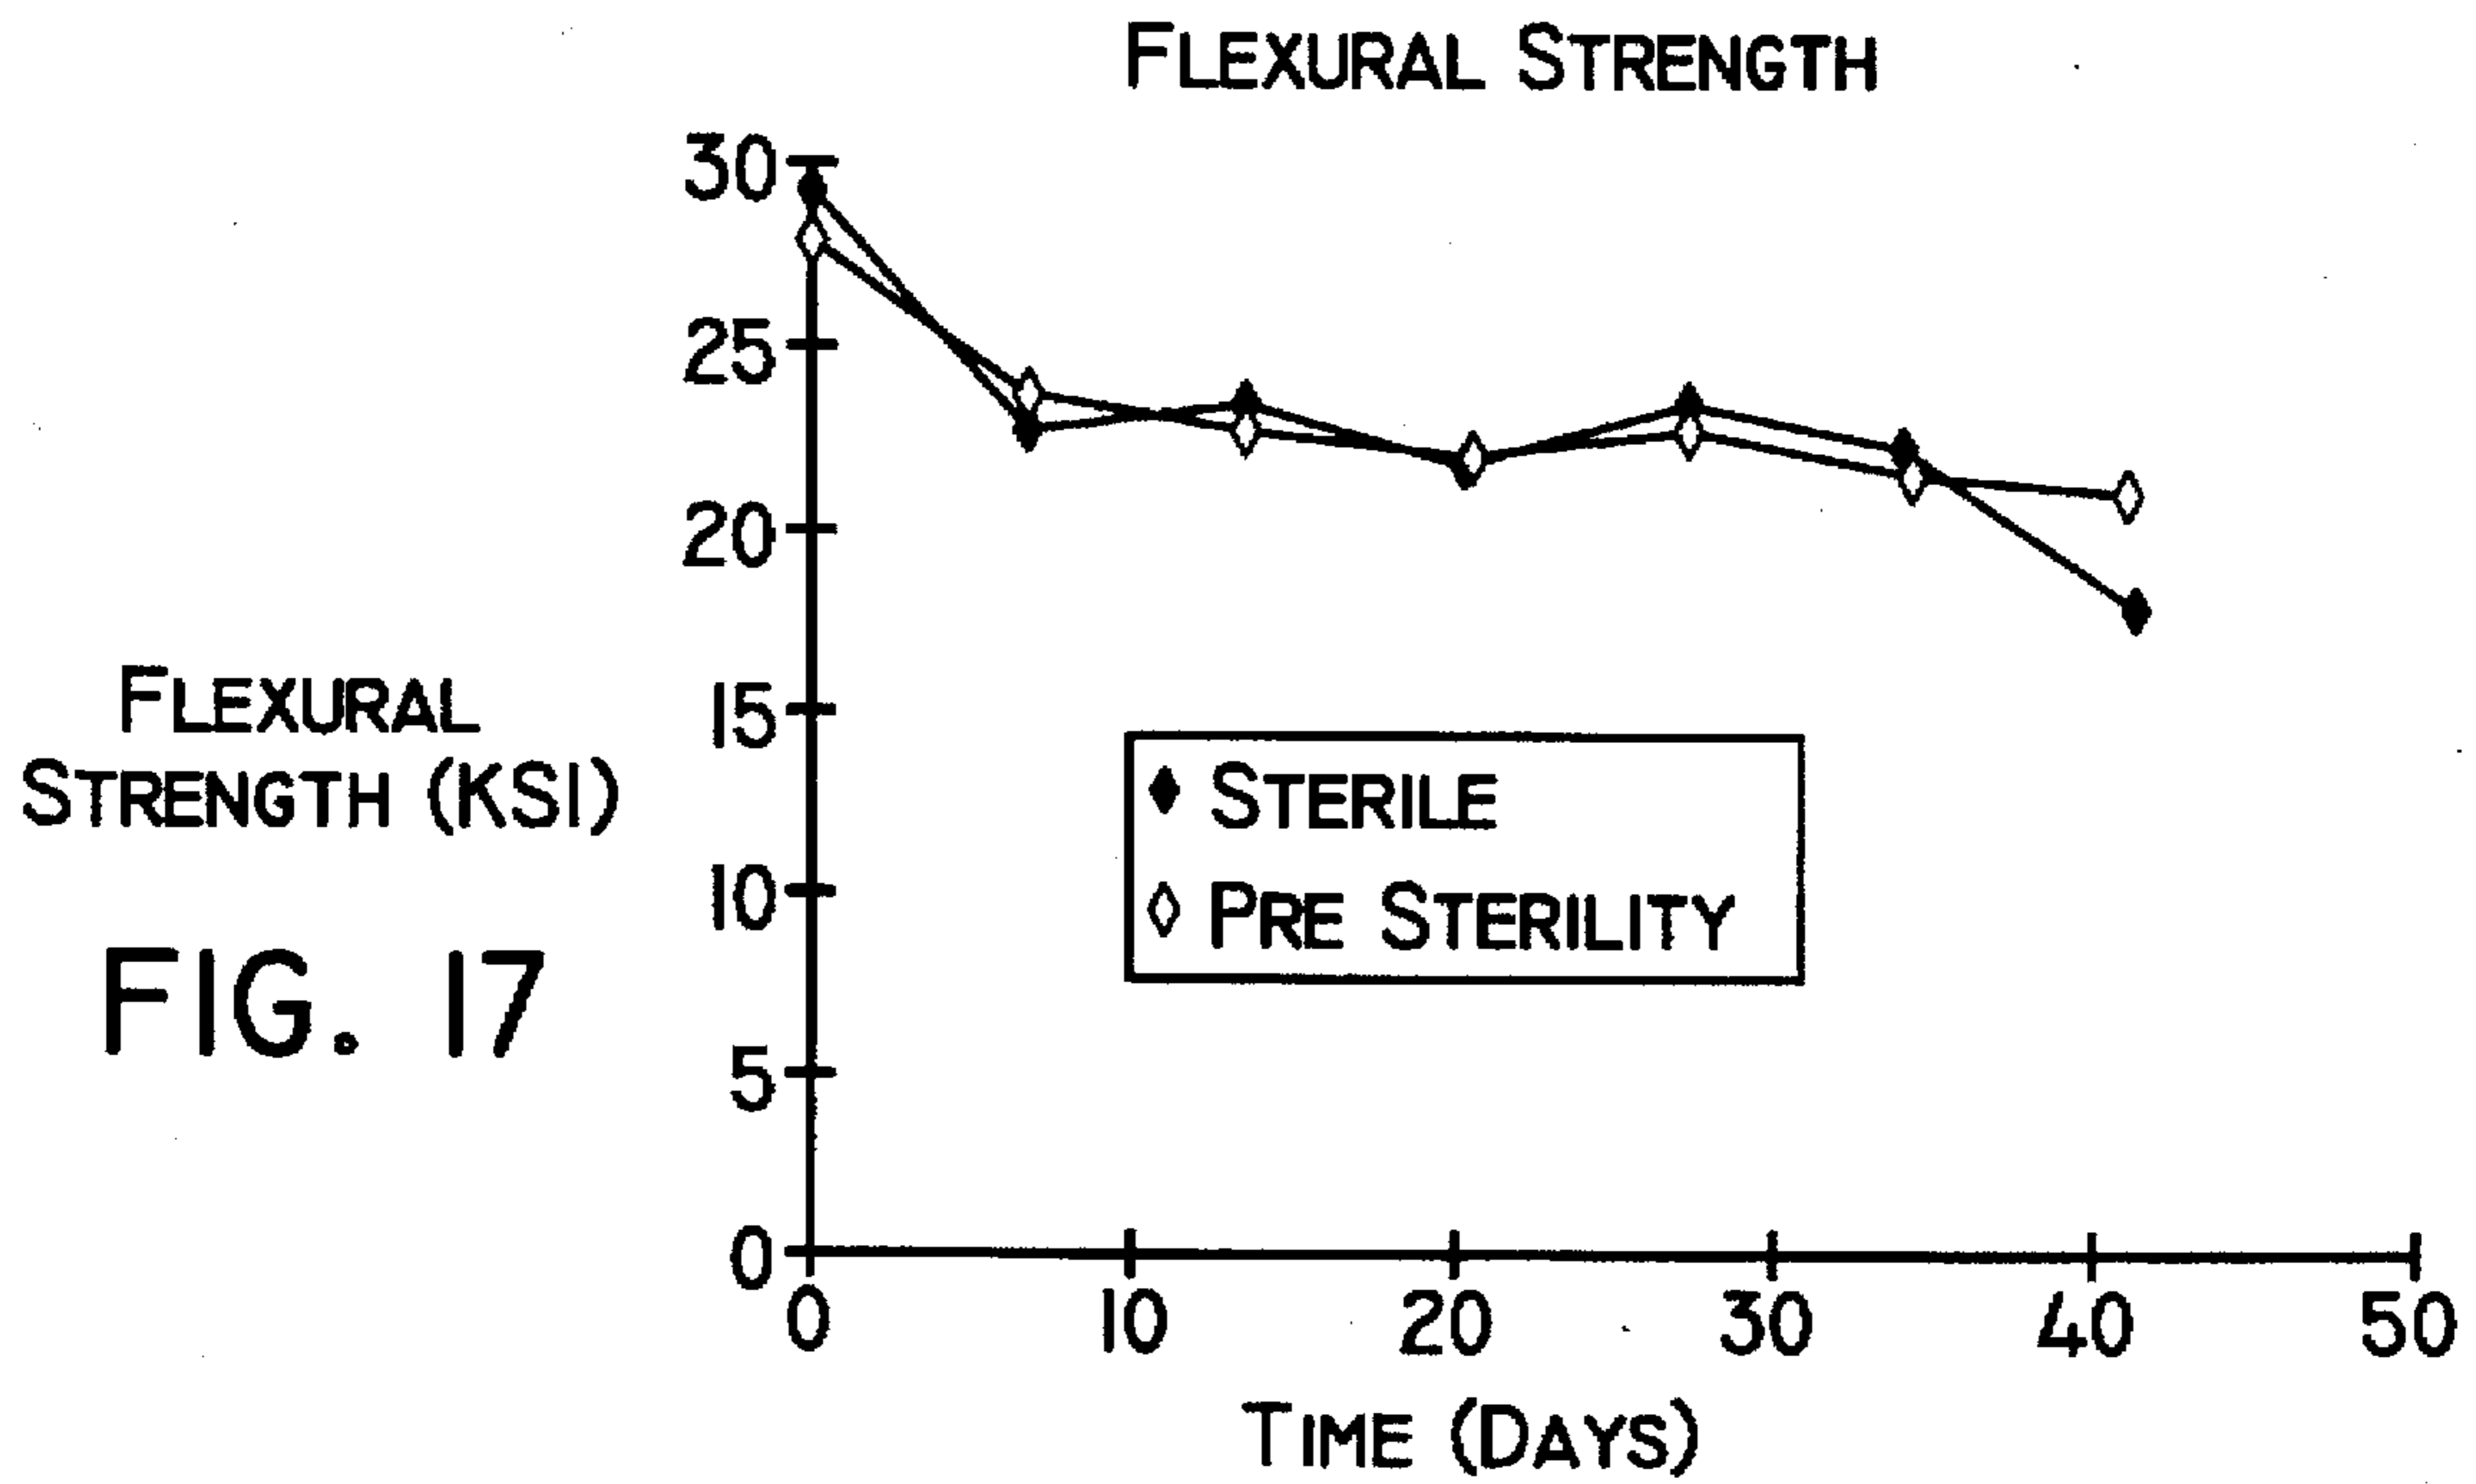 FLEXURAL STRENGTH
30
25
20
15
10
5
0
FLEXURAL
STRENGTH (KSI)
FIG. 17
STERILE
PRE STERILITY
0 10 20 30 40 50
TIME (DAYS)